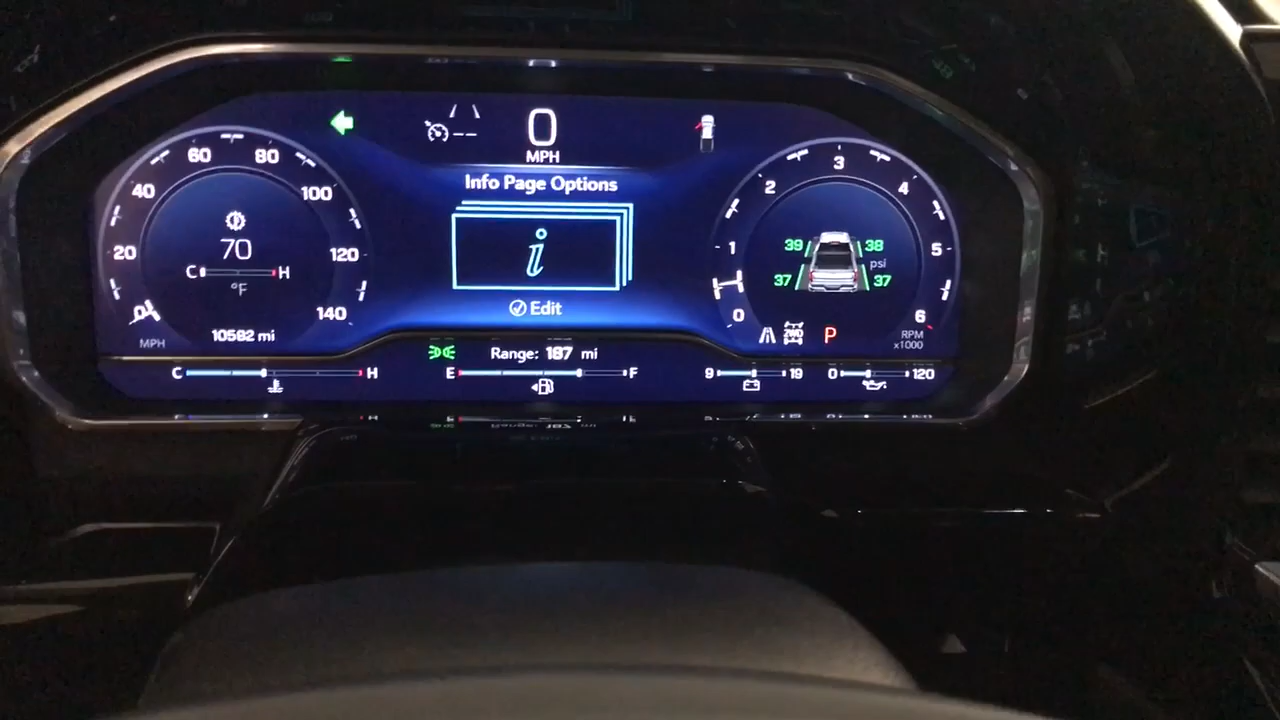 0
MPH
Info Page Options
i
Edit
20
40
60
80
100
120
140
70
C H
°F
10582 mi
MPH
0
1
2
3
4
5
6
39 38
psi
37 37
2WD
P
RPM
x1000
Range: 187 mi
C H
E F
9 19
0 120